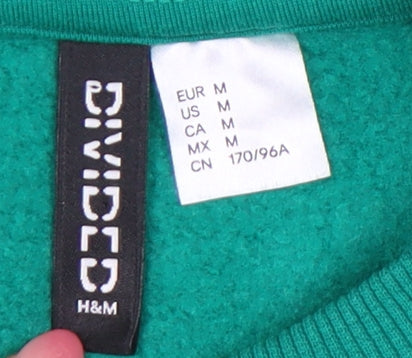 DIVIDED
H&M
EUR M
US M
CA M
MX M
CN 170/96A